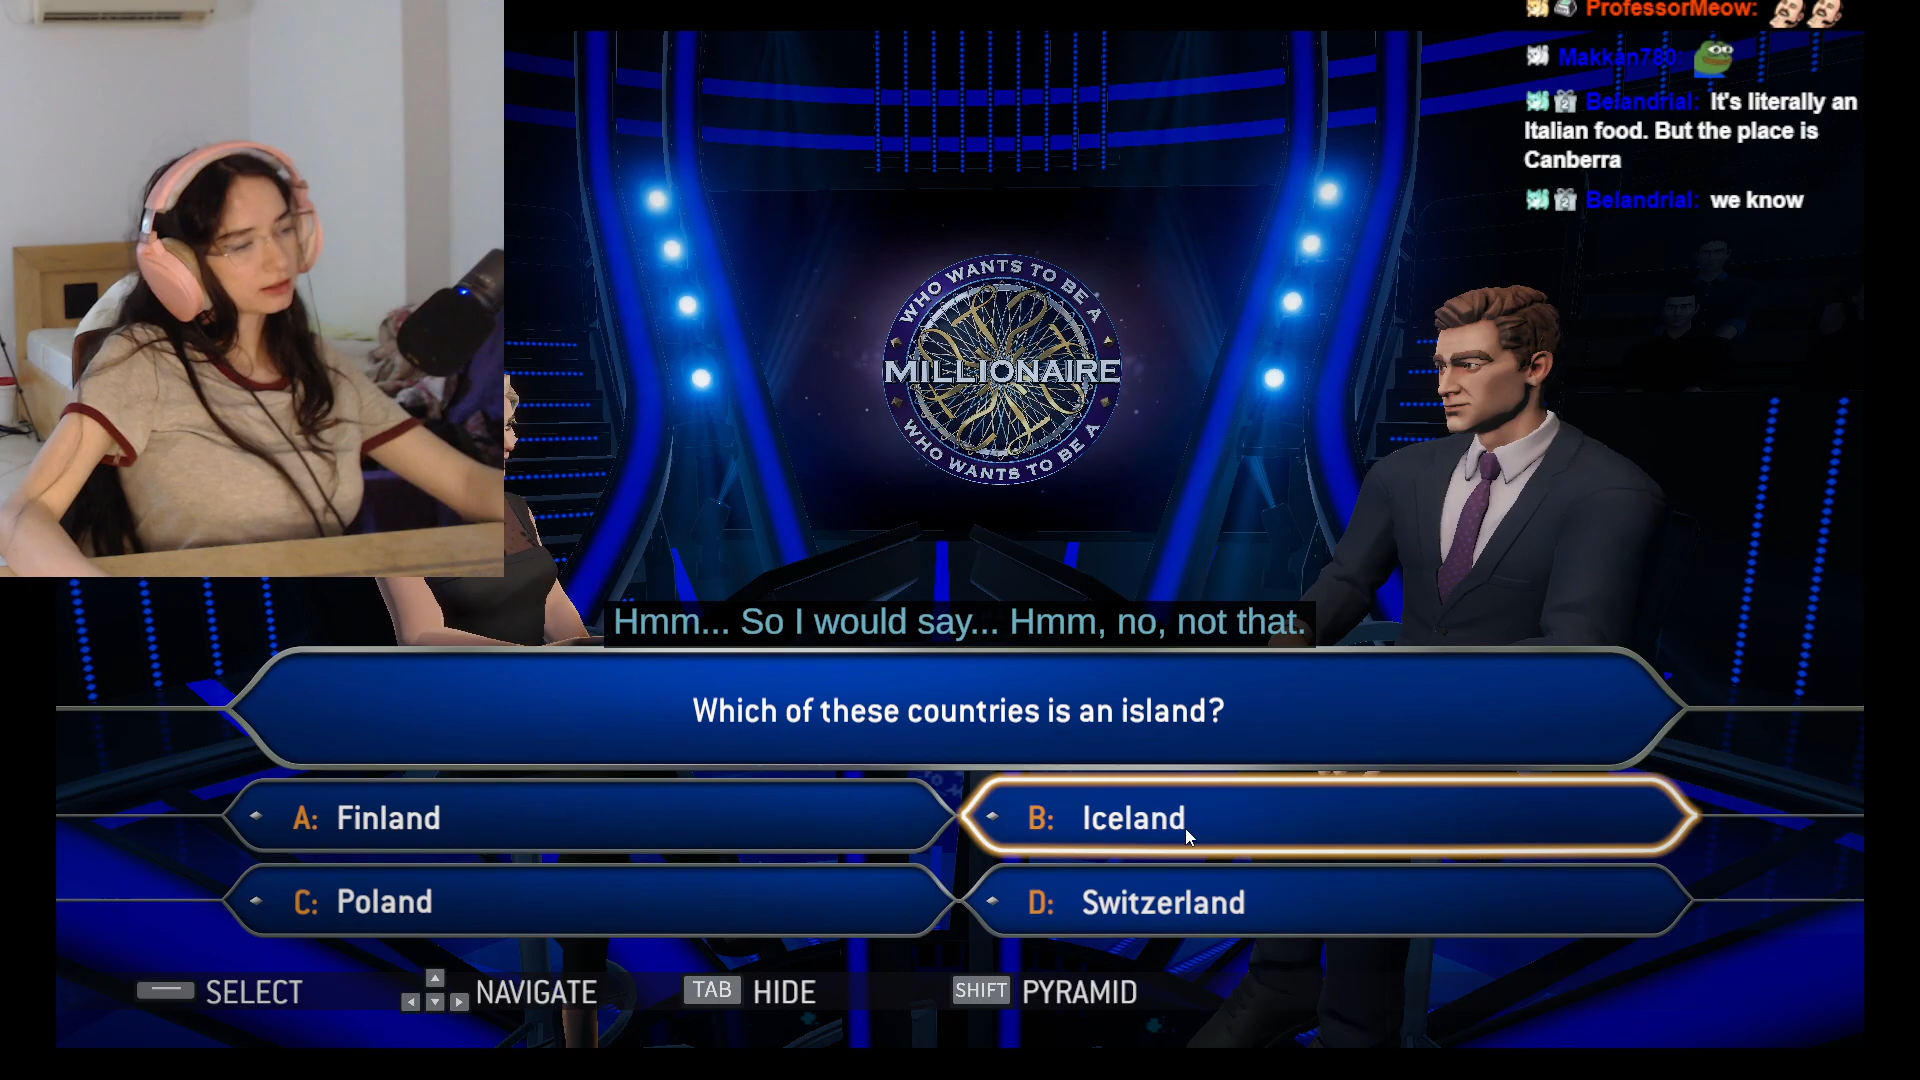 ProfessorMeow:
Makkan780:
Belandrial: It's literally an
Italian food. But the place is
Canberra
Belandrial: we know
WHO WANTS TO BE A
MILLIONAIRE
WHO WANTS TO BE A
Hmm... So I would say... Hmm, no, not that.
Which of these countries is an island?
A: Finland
B: Iceland
C: Poland
D: Switzerland
SELECT
NAVIGATE
TAB HIDE
SHIFT PYRAMID